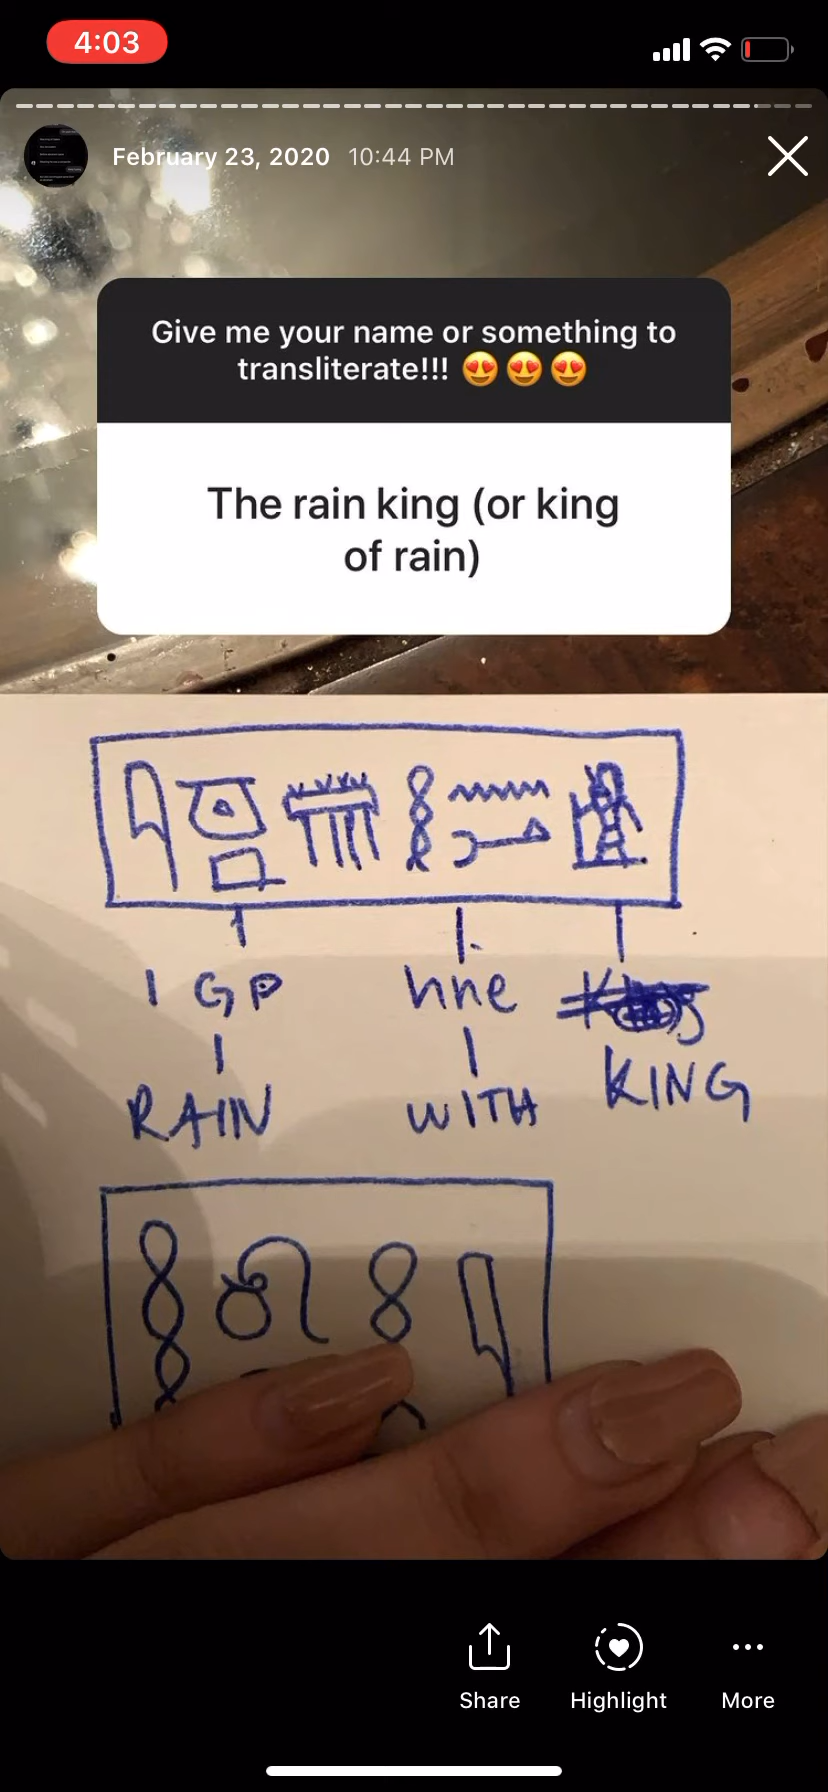 4:03
February 23, 2020 10:44 PM
Give me your name or something to
transliterate!!! 😍😍😍
The rain king (or king
of rain)
I GP hne
RAIN WITH KING
Share Highlight More